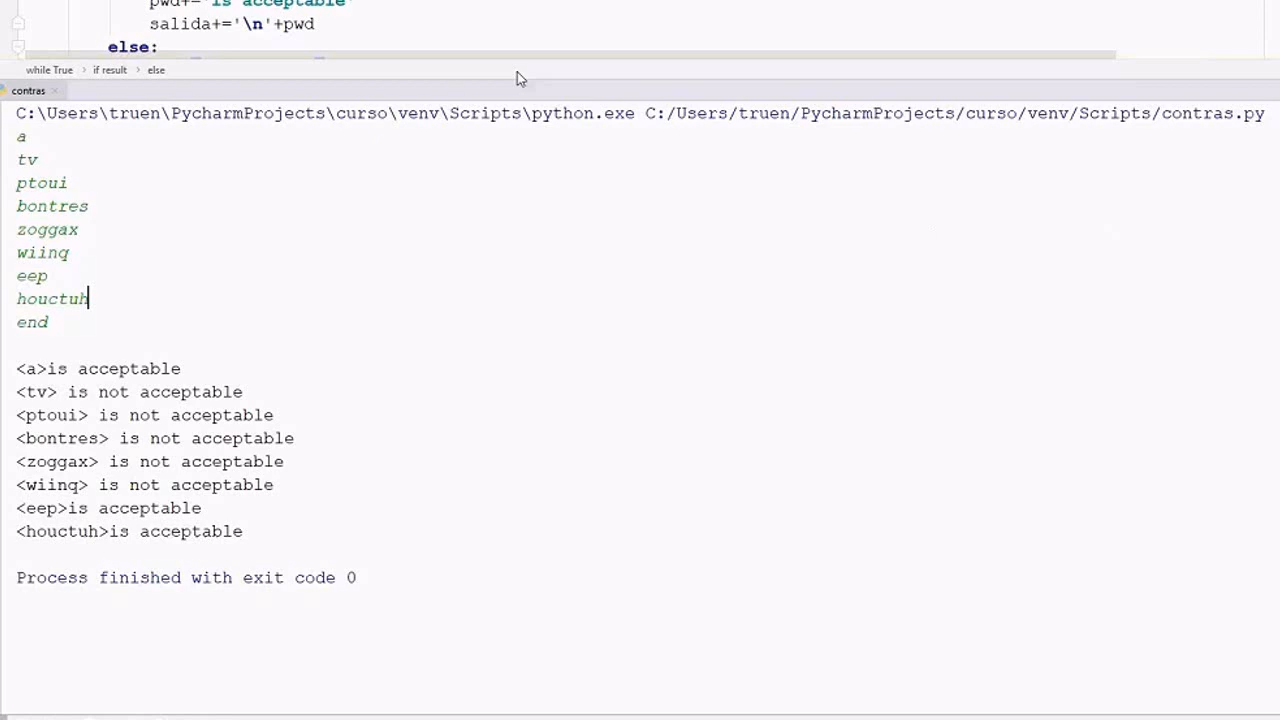 pwd+='is acceptable'
salida+='\n'+pwd
else:
while True > if result > else
contras ×
C:\Users\truen\PycharmProjects\curso\venv\Scripts\python.exe C:/Users/truen/PycharmProjects/curso/venv/Scripts/contras.py
a
tv
ptoui
bontres
zoggax
wiinq
eep
houctuh
end
<a>is acceptable
<tv> is not acceptable
<ptoui> is not acceptable
<bontres> is not acceptable
<zoggax> is not acceptable
<wiinq> is not acceptable
<eep>is acceptable
<houctuh>is acceptable
Process finished with exit code 0